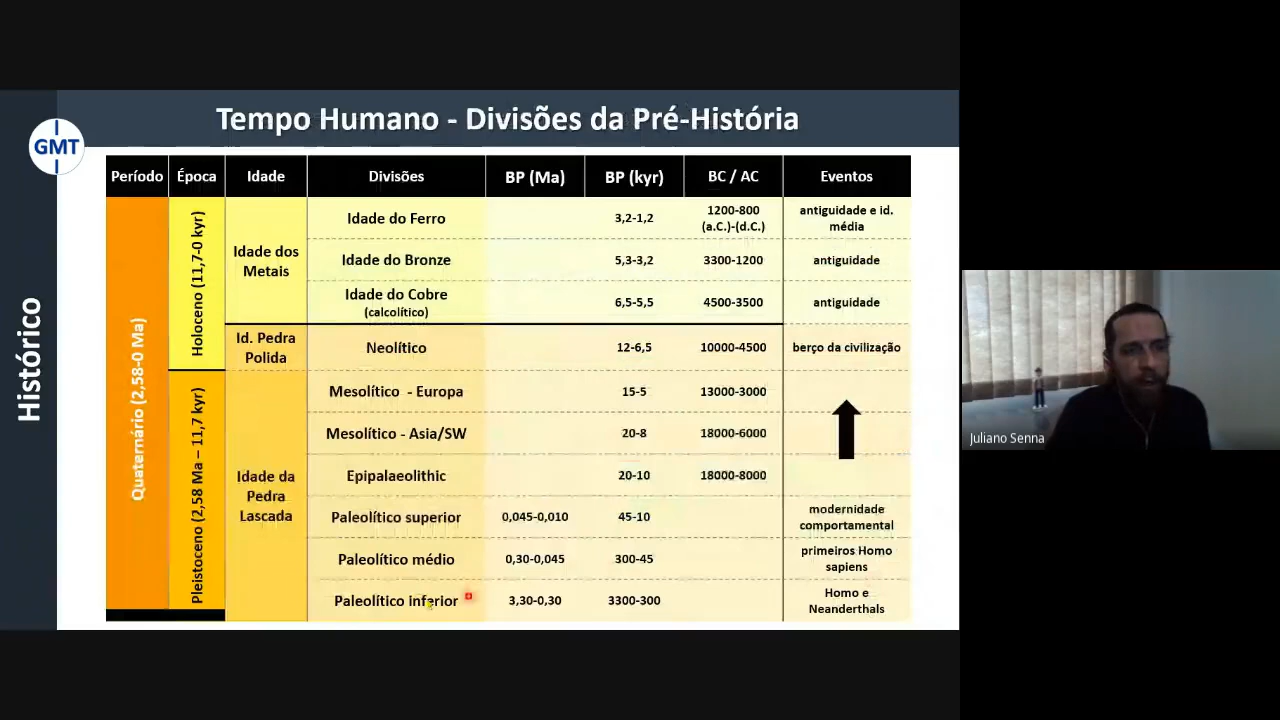 Tempo Humano - Divisões da Pré-História
GMT
Histórico
Período Época Idade Divisões BP (Ma) BP (kyr) BC / AC Eventos
Quaternário (2,58-0 Ma)
Holoceno (11,7-0 kyr)
Pleistoceno (2,58 Ma – 11,7 kyr)
Idade dos
Metais
Idade do Ferro 3,2-1,2 1200-800
(a.C.)-(d.C.)
antiguidade e id.
média
Idade do Bronze 5,3-3,2 3300-1200 antiguidade
Idade do Cobre
(calcolítico)
6,5-5,5 4500-3500 antiguidade
Id. Pedra
Polida
Neolítico 12-6,5 10000-4500 berço da civilização
Idade da
Pedra
Lascada
Mesolítico - Europa 15-5 13000-3000
Mesolítico - Asia/SW 20-8 18000-6000
Epipalaeolithic 20-10 18000-8000
Paleolítico superior 0,045-0,010 45-10 modernidade
comportamental
Paleolítico médio 0,30-0,045 300-45 primeiros Homo
sapiens
Paleolítico inferior 3,30-0,30 3300-300 Homo e
Neanderthals
Juliano Senna